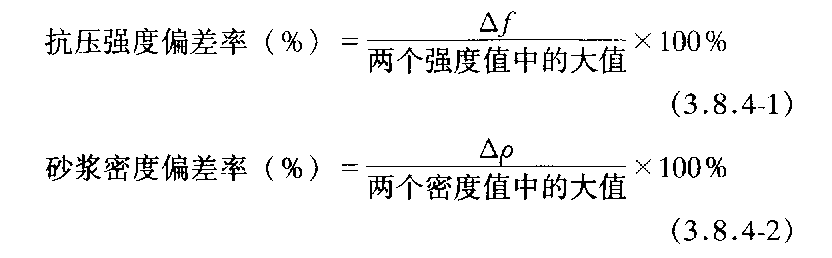 抗压强度偏差率（%）= Δf / 两个强度值中的大值 ×100%
(3.8.4-1)
砂浆密度偏差率（%）= Δρ / 两个密度值中的大值 ×100%
(3.8.4-2)